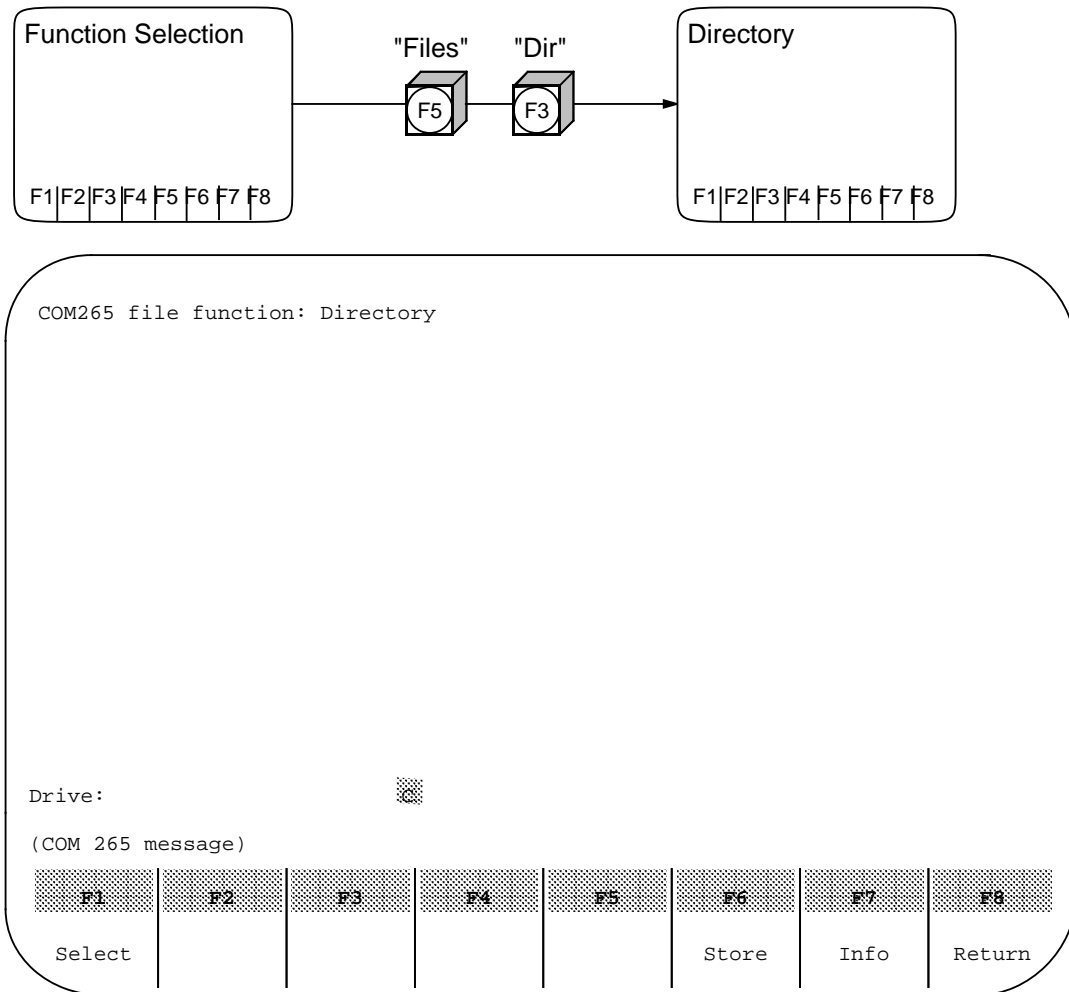 Function Selection
"Files" "Dir"
Directory
F5 F3
F1 F2 F3 F4 F5 F6 F7 F8
F1 F2 F3 F4 F5 F6 F7 F8
COM265 file function: Directory
Drive: C
(COM 265 message)
F1 F2 F3 F4 F5 F6 F7 F8
Select Store Info Return